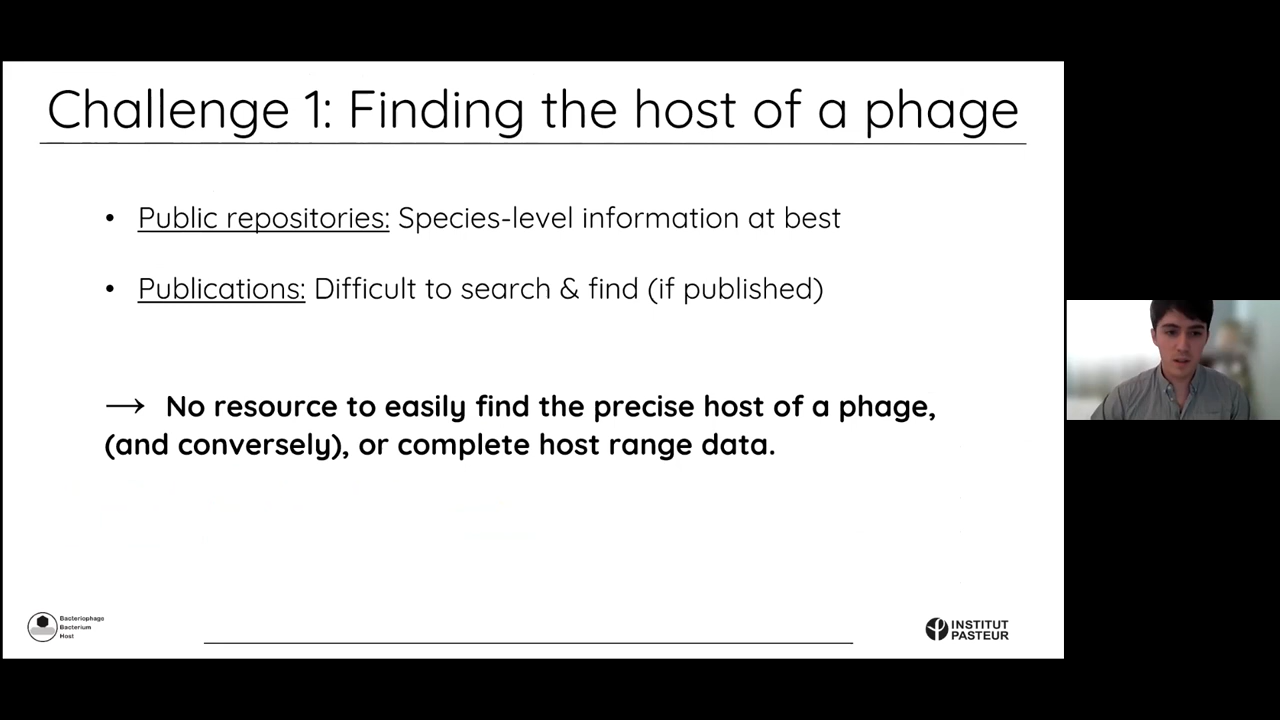 Challenge 1: Finding the host of a phage
• Public repositories: Species-level information at best
• Publications: Difficult to search & find (if published)
→ No resource to easily find the precise host of a phage,
(and conversely), or complete host range data.
Bacteriophage
Bacterium
Host
INSTITUT
PASTEUR